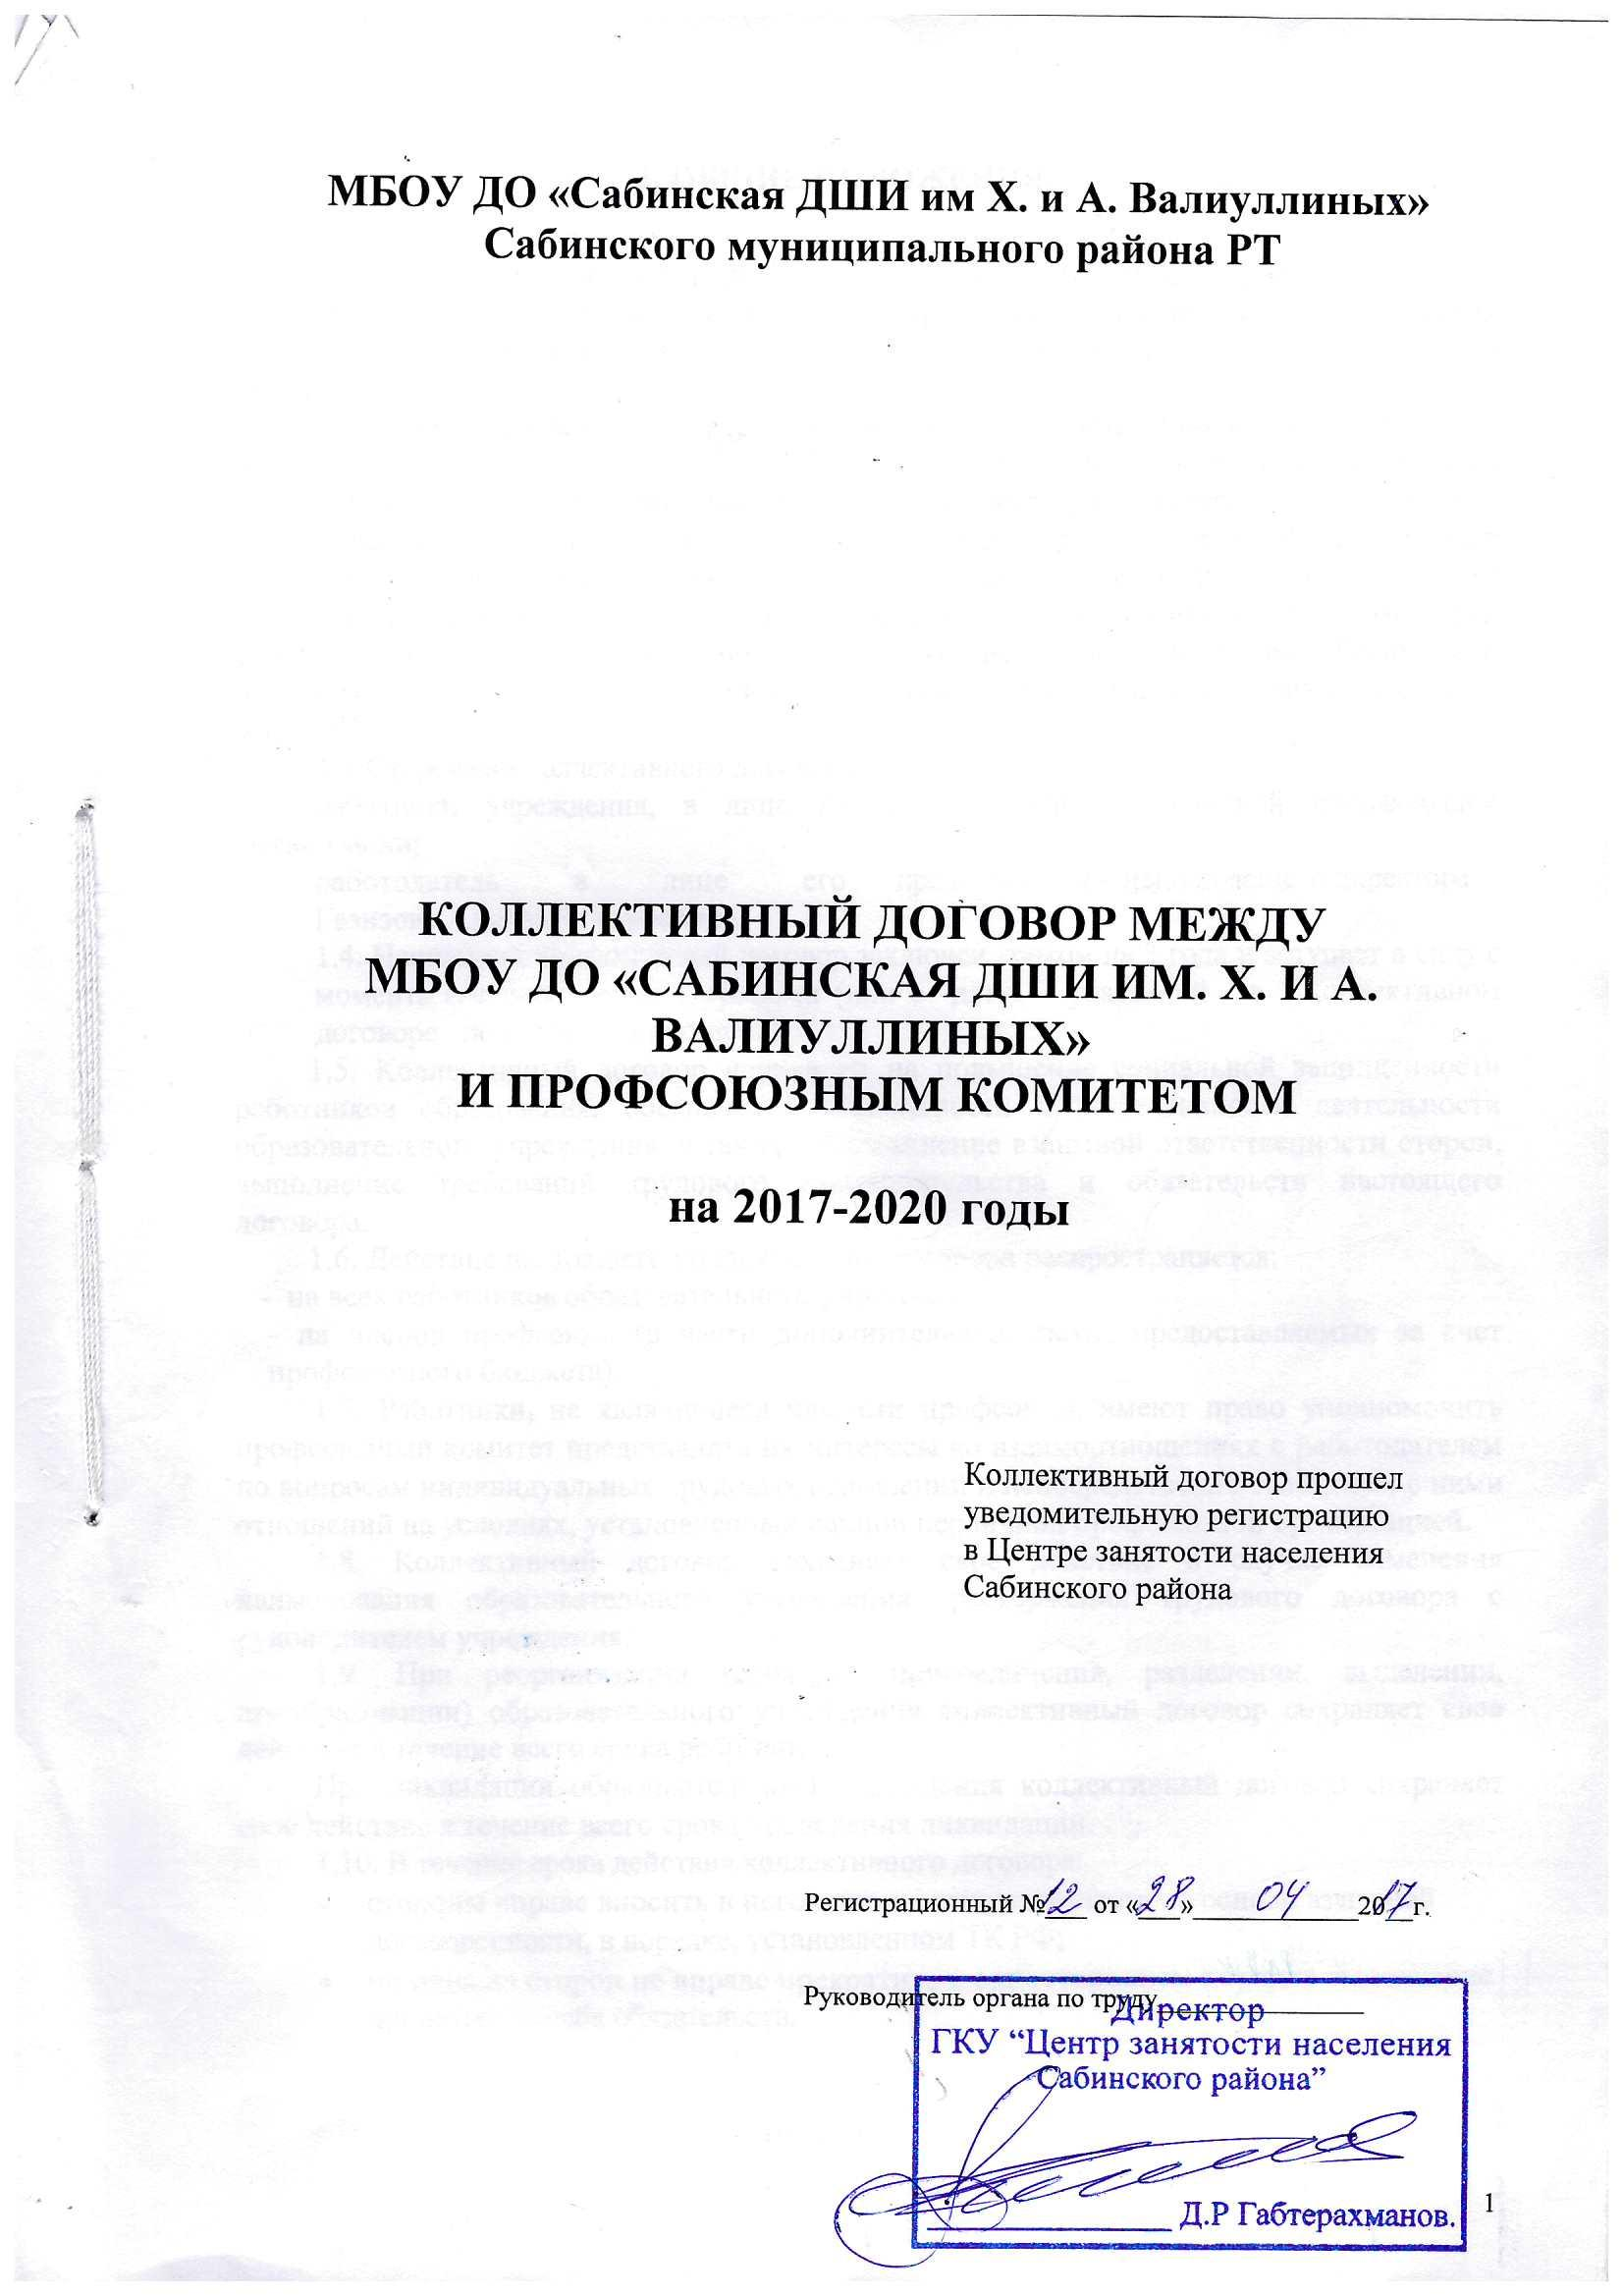 МБОУ ДО «Сабинская ДШИ им Х. и А. Валиуллиных»
Сабинского муниципального района РТ
КОЛЛЕКТИВНЫЙ ДОГОВОР МЕЖДУ
МБОУ ДО «САБИНСКАЯ ДШИ ИМ. Х. И А.
ВАЛИУЛЛИНЫХ»
И ПРОФСОЮЗНЫМ КОМИТЕТОМ
на 2017-2020 годы
Коллективный договор прошел
уведомительную регистрацию
в Центре занятости населения
Сабинского района
Регистрационный №12 от «28» 04 2017 г.
Руководитель органа по труду
Директор
ГКУ “Центр занятости населения
Сабинского района”
Д.Р Габтерахманов.
1